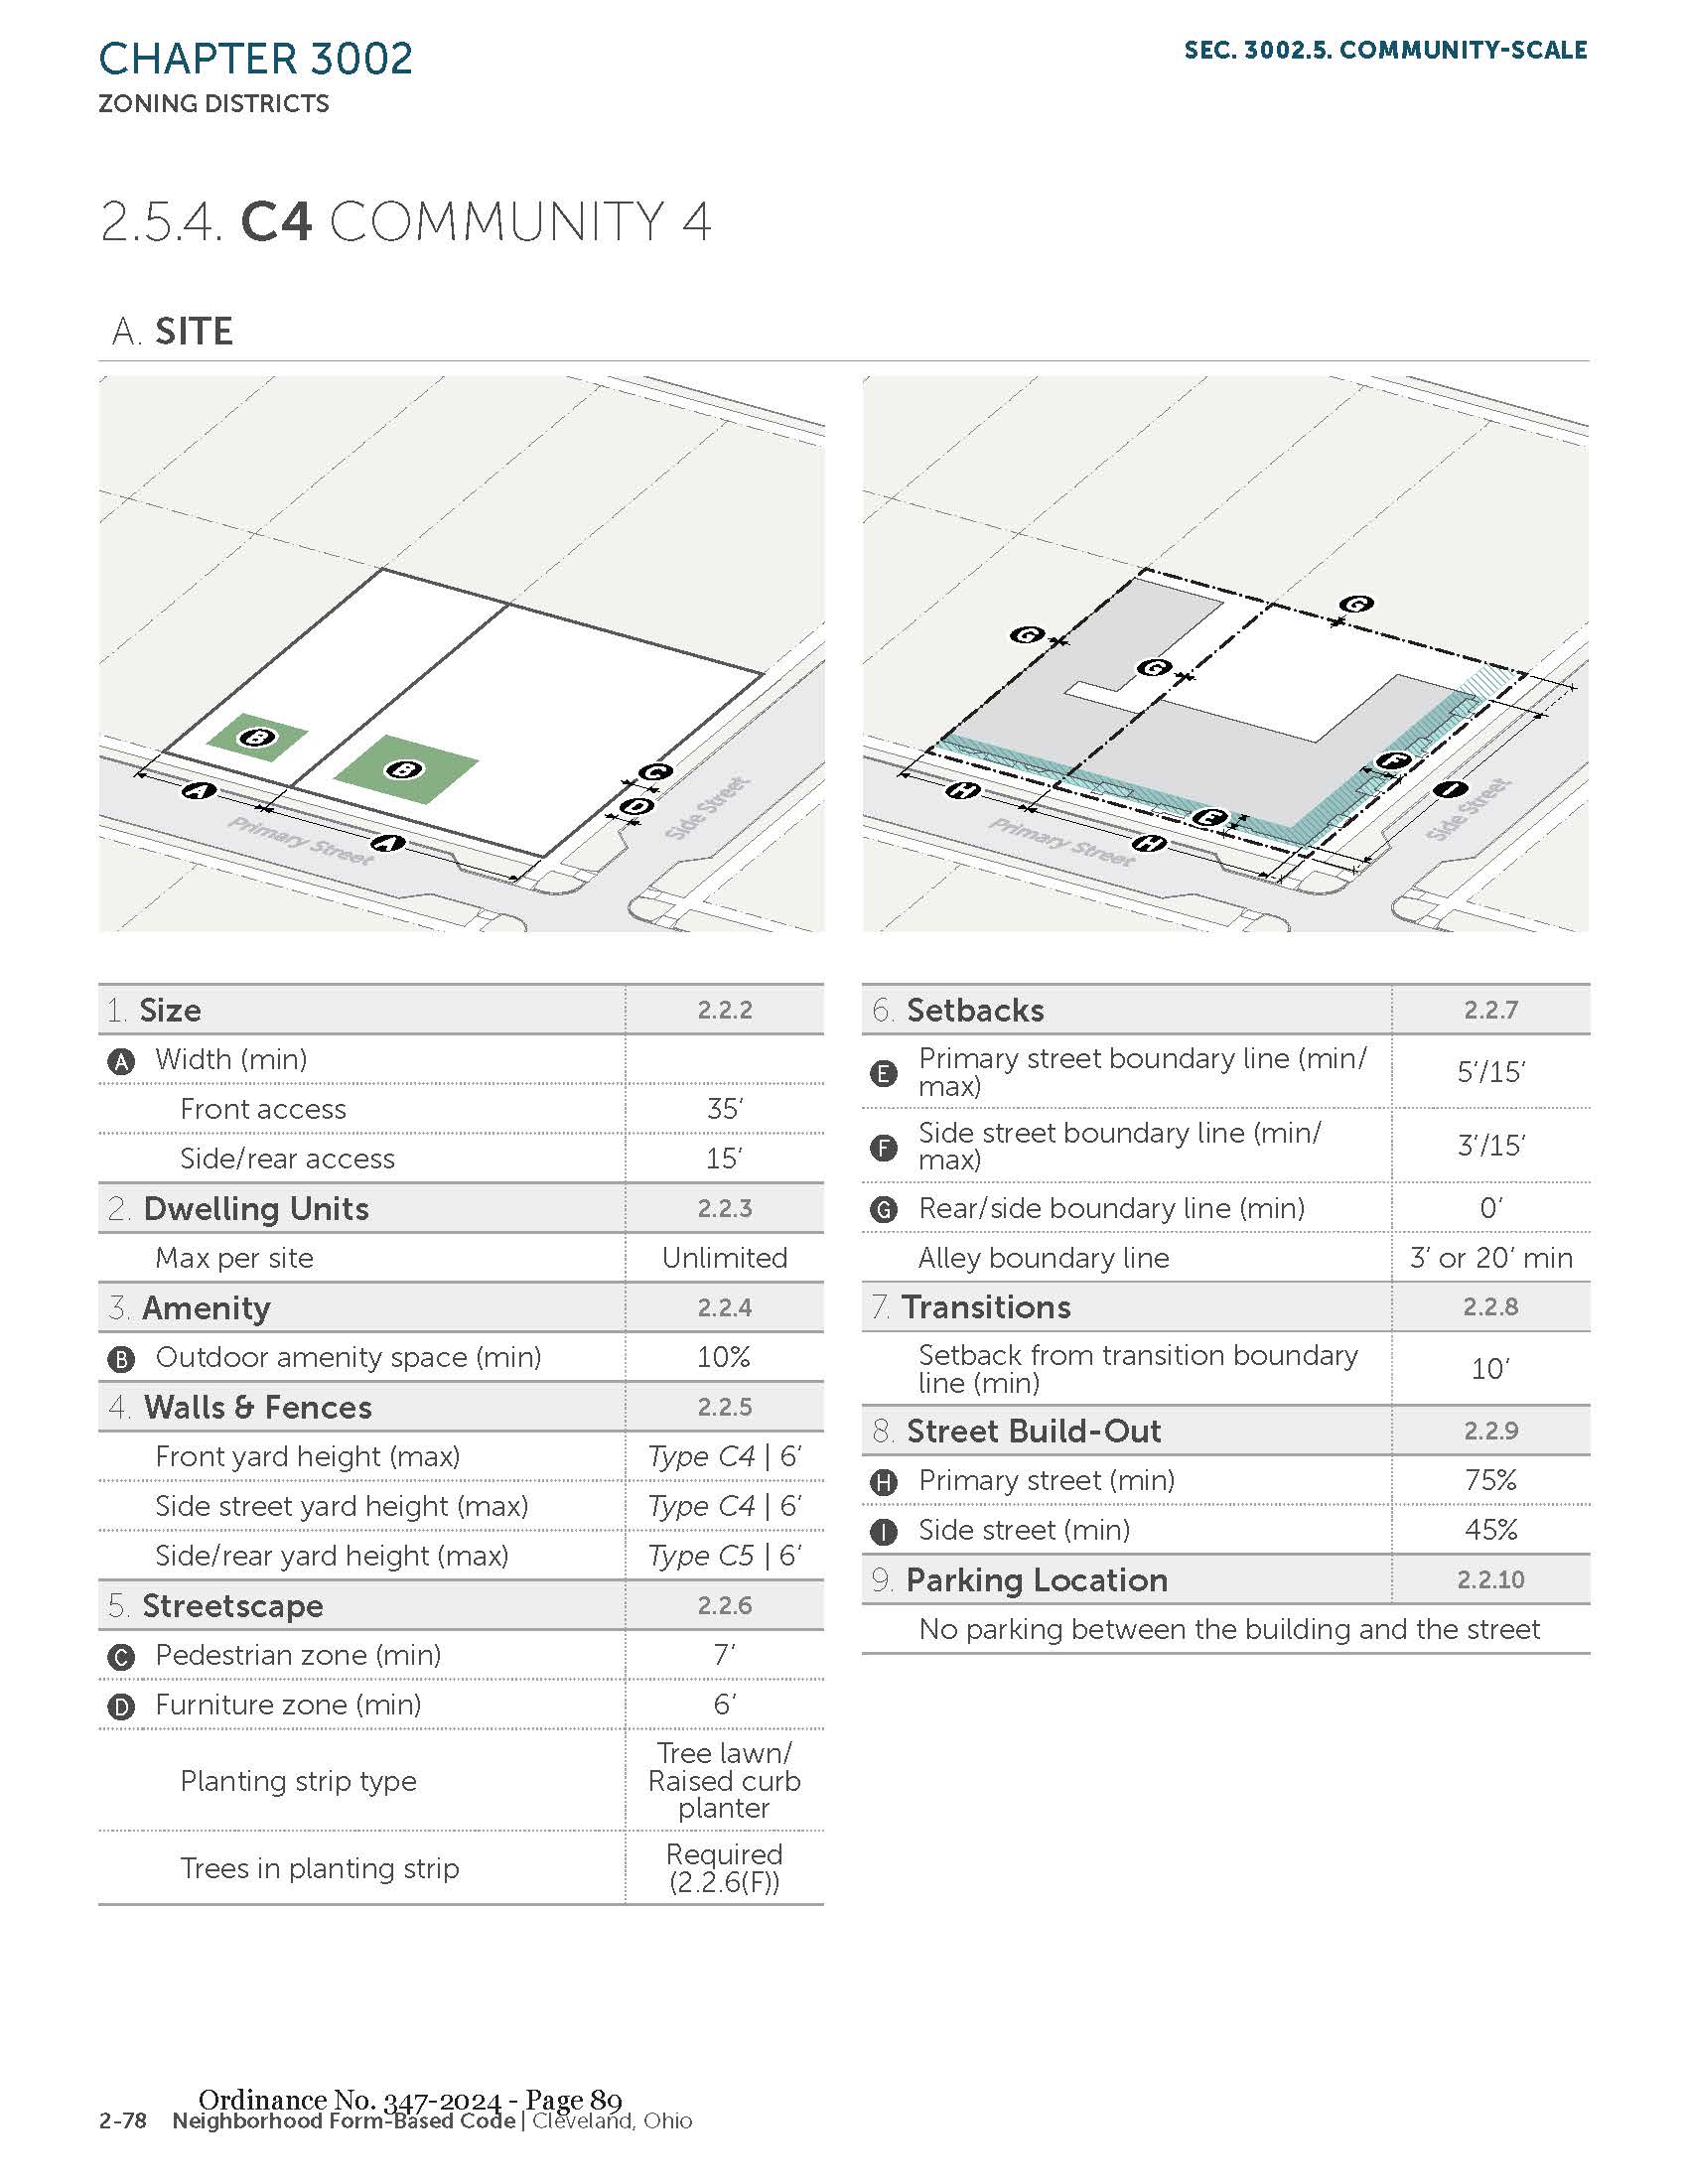 CHAPTER 3002
ZONING DISTRICTS
SEC. 3002.5. COMMUNITY-SCALE
2.5.4. C4 COMMUNITY 4
A. SITE
B
B
C
D
A
A
Primary Street
Side Street
G
G
G
F
I
E
H
H
Primary Street
Side Street
1. Size 2.2.2
A Width (min)
Front access 35′
Side/rear access 15′
2. Dwelling Units 2.2.3
Max per site Unlimited
3. Amenity 2.2.4
B Outdoor amenity space (min) 10%
4. Walls & Fences 2.2.5
Front yard height (max) Type C4 | 6′
Side street yard height (max) Type C4 | 6′
Side/rear yard height (max) Type C5 | 6′
5. Streetscape 2.2.6
C Pedestrian zone (min) 7′
D Furniture zone (min) 6′
Planting strip type Tree lawn/
Raised curb
planter
Trees in planting strip Required
(2.2.6(F))
6. Setbacks 2.2.7
E Primary street boundary line (min/
max) 5′/15′
F Side street boundary line (min/
max) 3′/15′
G Rear/side boundary line (min) 0′
Alley boundary line 3′ or 20′ min
7. Transitions 2.2.8
Setback from transition boundary
line (min) 10′
8. Street Build-Out 2.2.9
H Primary street (min) 75%
I Side street (min) 45%
9. Parking Location 2.2.10
No parking between the building and the street
Ordinance No. 347-2024 - Page 89
2-78 Neighborhood Form-Based Code | Cleveland, Ohio